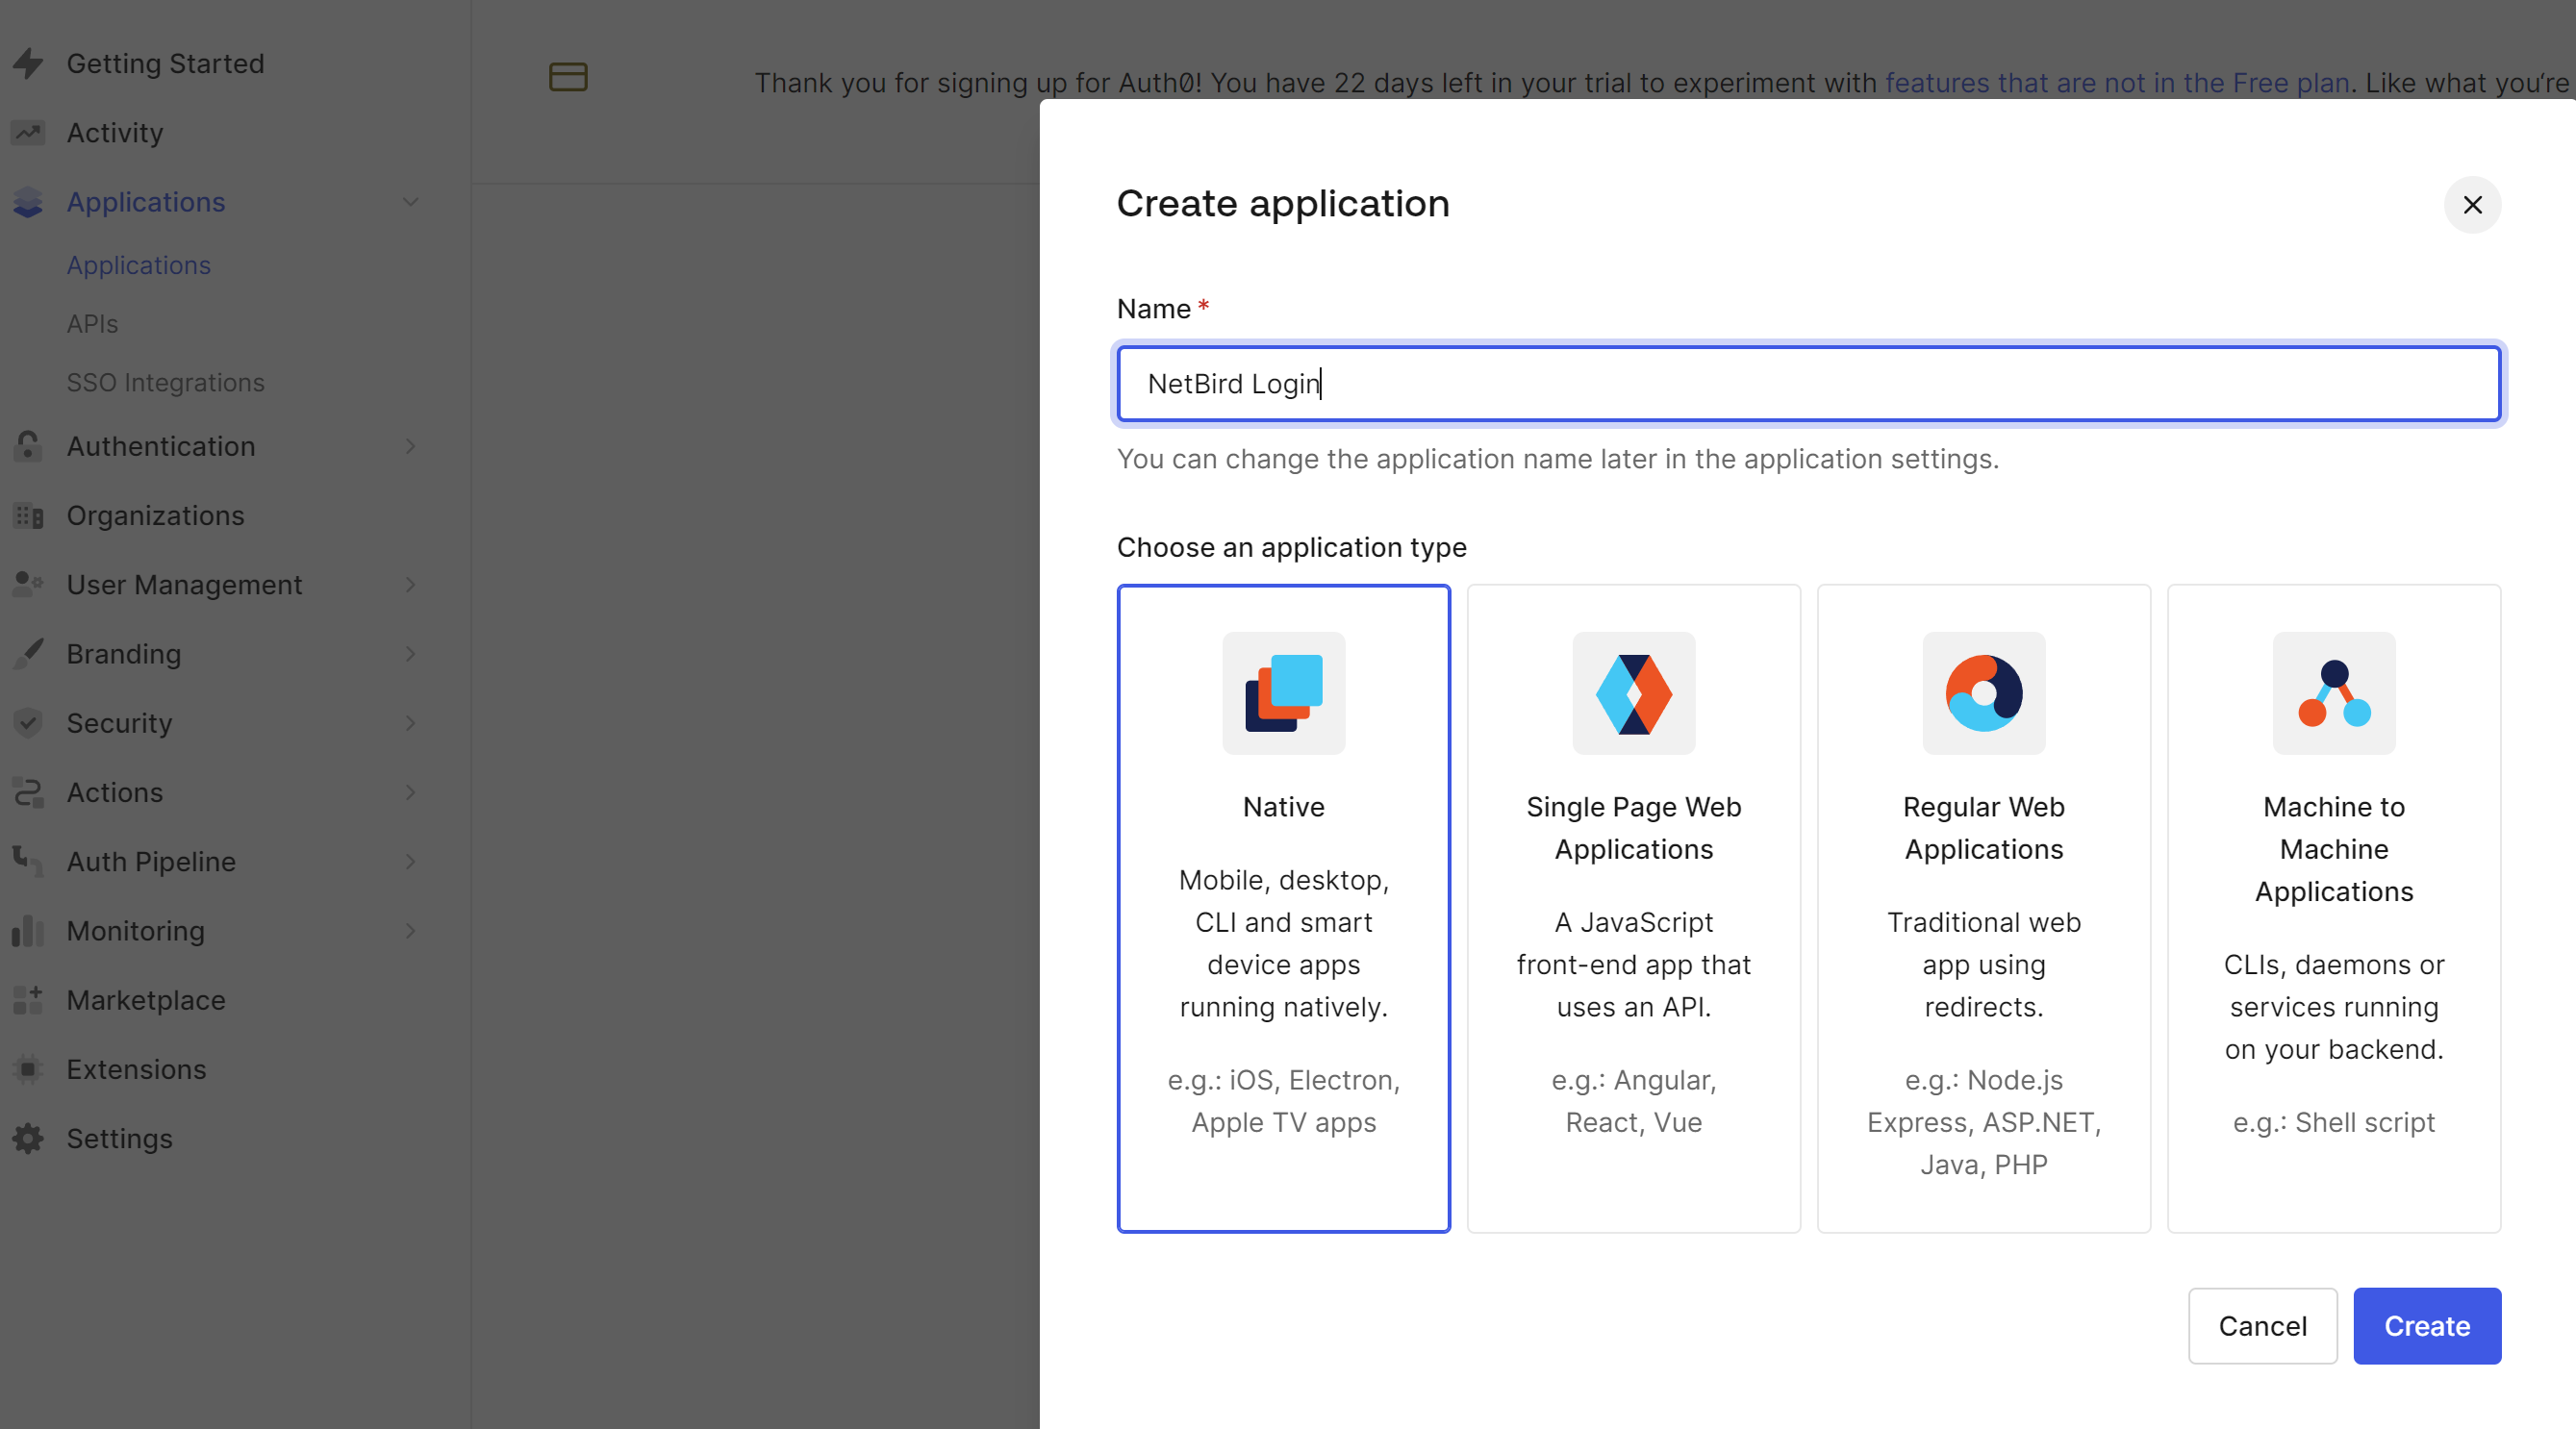 Getting Started
Activity
Applications
Applications
APIs
SSO Integrations
Authentication
Organizations
User Management
Branding
Security
Actions
Auth Pipeline
Monitoring
Marketplace
Extensions
Settings
Thank you for signing up for Auth0! You have 22 days left in your trial to experiment with features that are not in the Free plan. Like what you're
Create application
Name *
NetBird Login
You can change the application name later in the application settings.
Choose an application type
Native
Mobile, desktop,
CLI and smart
device apps
running natively.
e.g.: iOS, Electron,
Apple TV apps
Single Page Web
Applications
A JavaScript
front-end app that
uses an API.
e.g.: Angular,
React, Vue
Regular Web
Applications
Traditional web
app using
redirects.
e.g.: Node.js
Express, ASP.NET,
Java, PHP
Machine to
Machine
Applications
CLIs, daemons or
services running
on your backend.
e.g.: Shell script
Cancel
Create